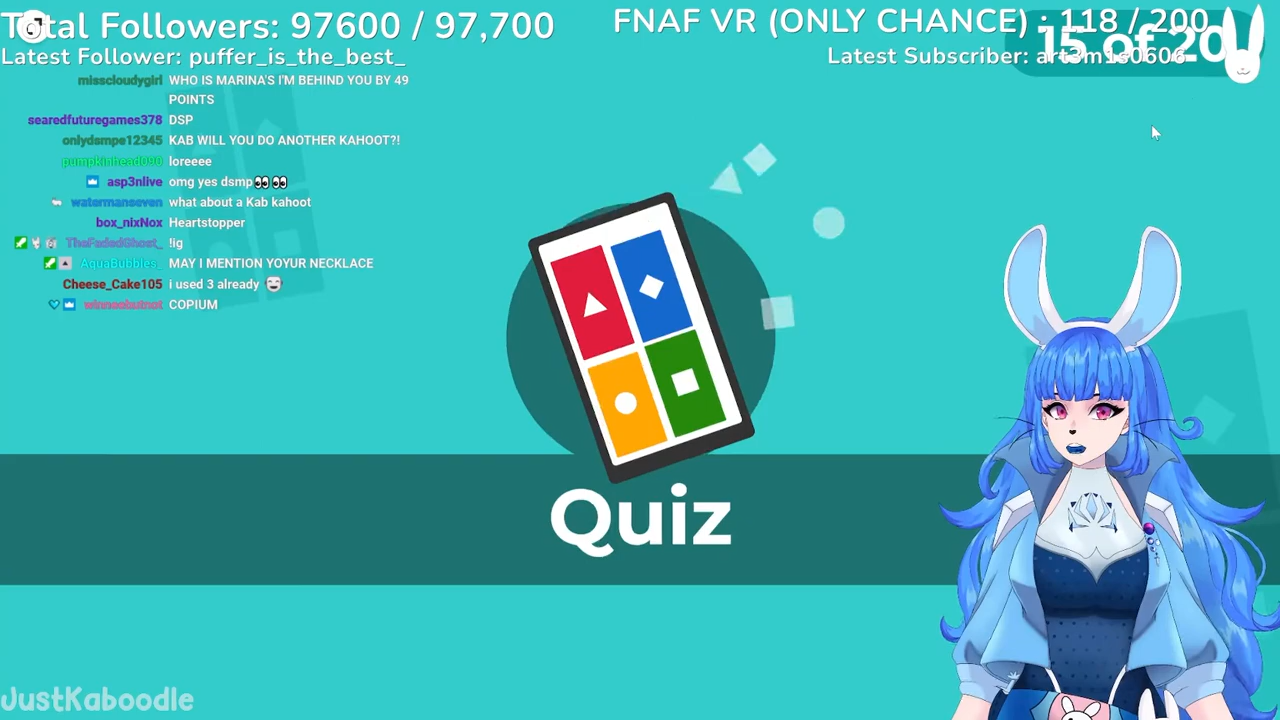 Total Followers: 97600 / 97,700
FNAF VR (ONLY CHANCE) : 118 / 200
Latest Follower: puffer_is_the_best_
Latest Subscriber: art3m1s0606
15 of 20
misscloudygirl WHO IS MARINA'S I'M BEHIND YOU BY 49
POINTS
searedfuturegames378 DSP
onlydsmpe12345 KAB WILL YOU DO ANOTHER KAHOOT?!
pumpkinhead090 loreeee
asp3nlive omg yes dsmp👀👀
watermanseven what about a Kab kahoot
box_nixNox Heartstopper
TheFadedGhost_ !ig
AquaBubbles_ MAY I MENTION YOYUR NECKLACE
Cheese_Cake105 i used 3 already
COPIUM
Quiz
JustKaboodle